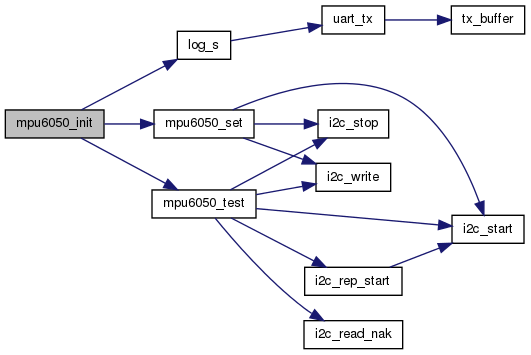 mpu6050_init
log_s
uart_tx
tx_buffer
mpu6050_set
i2c_stop
i2c_write
mpu6050_test
i2c_start
i2c_rep_start
i2c_read_nak